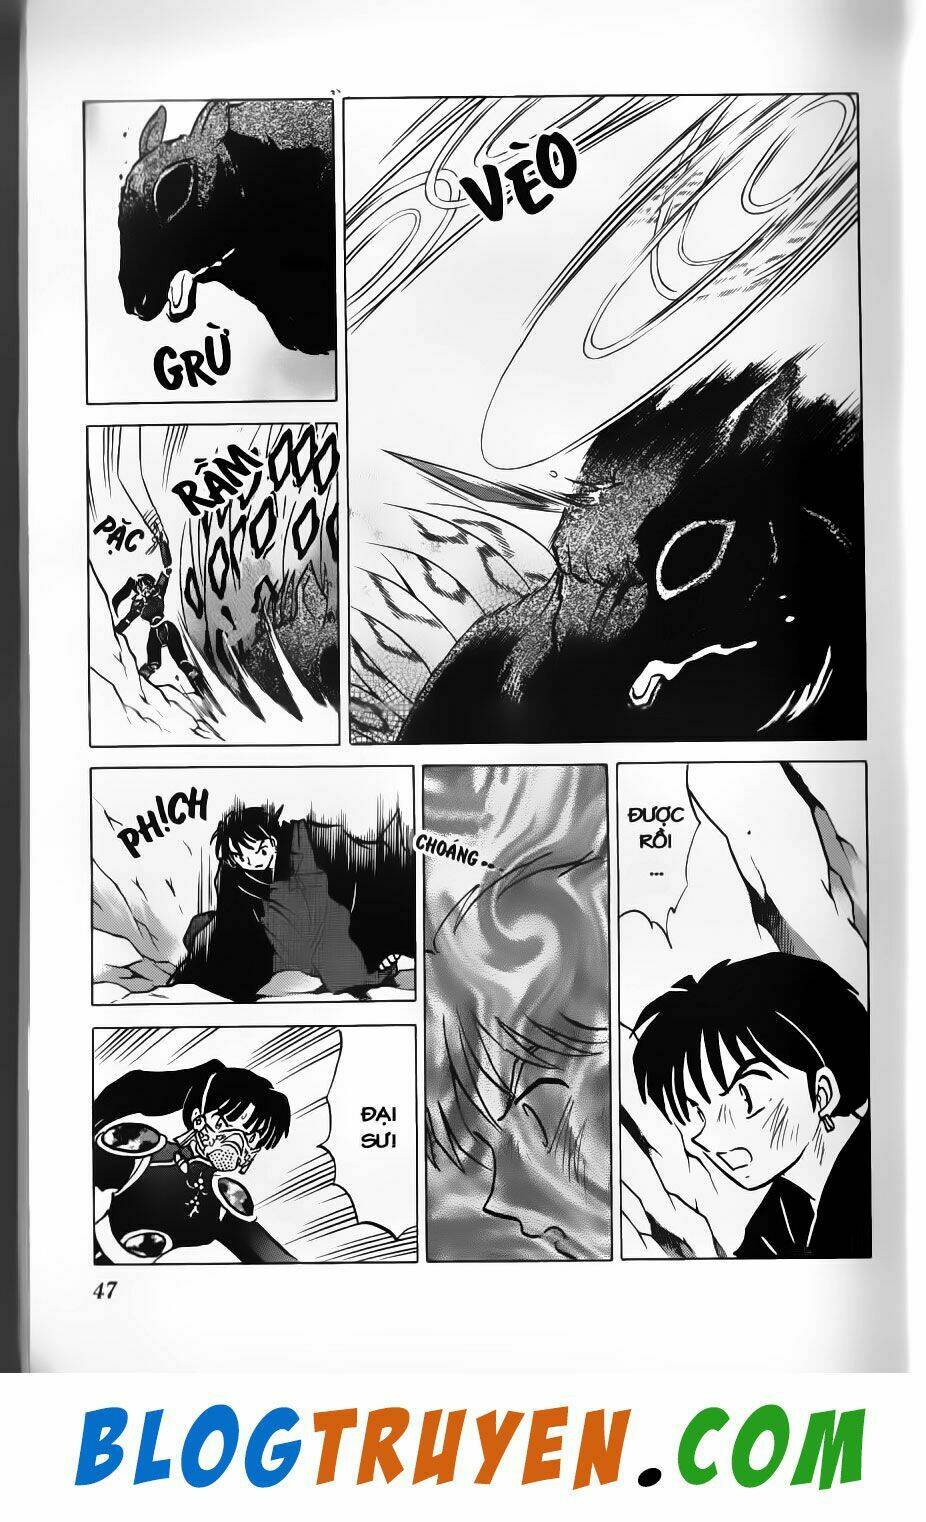 VÈO
GRỪ
RẦM
PẶC
ĐƯỢC
RỒI
...
CHOÁNG...
PHỊCH
ĐẠI
SƯ!
47
BLOGTRUYEN.COM